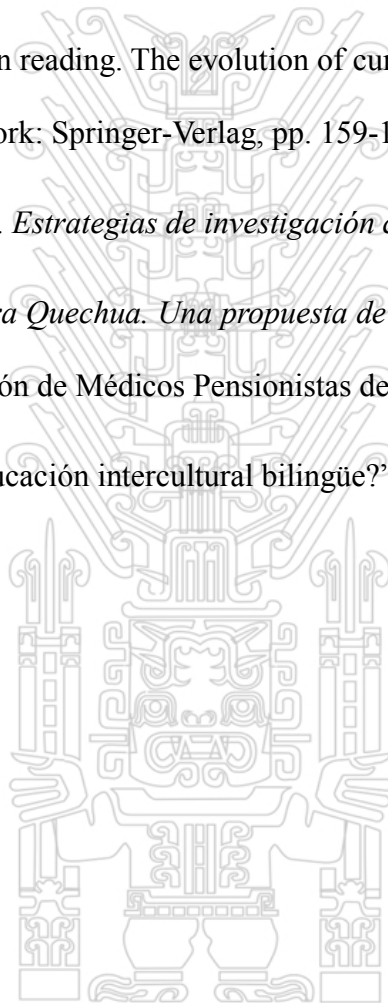 n reading. The evolution of cur
ork: Springer-Verlag, pp. 159-1
. Estrategias de investigación
ra Quechua. Una propuesta de
ón de Médicos Pensionistas de
ucación intercultural bilingüe?”